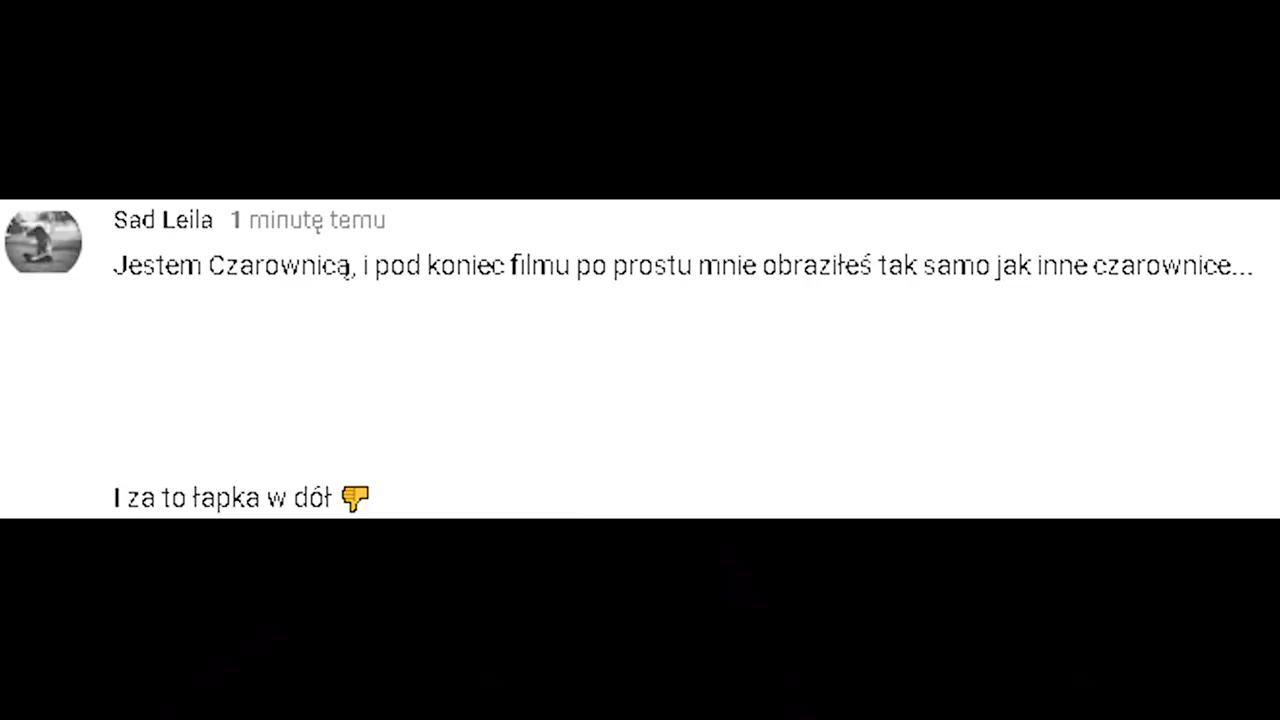 Sad Leila 1 minutę temu
Jestem Czarownicą, i pod koniec filmu po prostu mnie obraziłeś tak samo jak inne czarownice...
I za to łapka w dół 👎